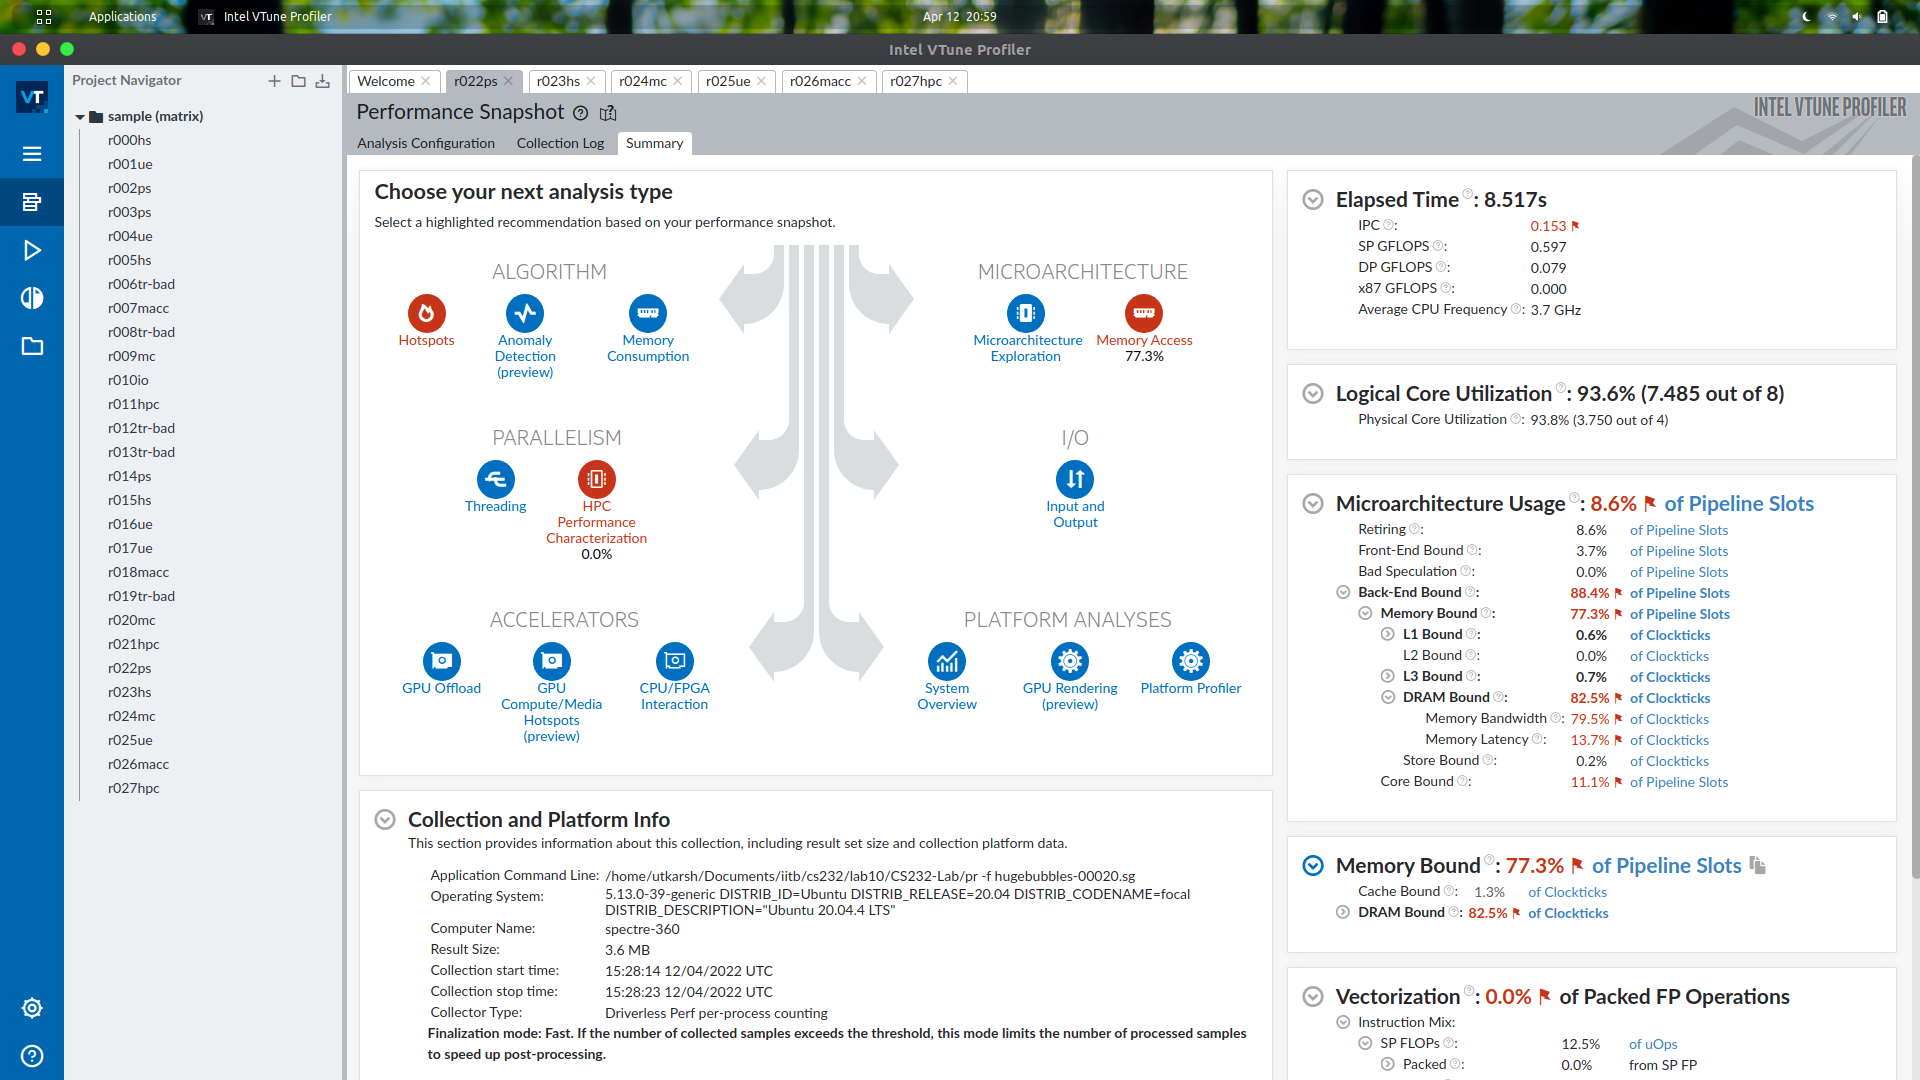 Applications
Intel VTune Profiler
Apr 12 20:59
Intel VTune Profiler
VT
Project Navigator
sample (matrix)
r000hs
r001ue
r002ps
r003ps
r004ue
r005hs
r006tr-bad
r007macc
r008tr-bad
r009mc
r010io
r011hpc
r012tr-bad
r013tr-bad
r014ps
r015hs
r016ue
r017ue
r018macc
r019tr-bad
r020mc
r021hpc
r022ps
r023hs
r024mc
r025ue
r026macc
r027hpc
Welcome r022ps r023hs r024mc r025ue r026macc r027hpc
Performance Snapshot
INTEL VTUNE PROFILER
Analysis Configuration Collection Log Summary
Choose your next analysis type
Select a highlighted recommendation based on your performance snapshot.
ALGORITHM
Hotspots
Anomaly
Detection
(preview)
Memory
Consumption
MICROARCHITECTURE
Microarchitecture
Exploration
Memory Access
77.3%
PARALLELISM
Threading
HPC
Performance
Characterization
0.0%
I/O
Input and
Output
ACCELERATORS
GPU Offload
GPU
Compute/Media
Hotspots
(preview)
CPU/FPGA
Interaction
PLATFORM ANALYSES
System
Overview
GPU Rendering
(preview)
Platform Profiler
Collection and Platform Info
This section provides information about this collection, including result set size and collection platform data.
Application Command Line: /home/utkarsh/Documents/iitb/cs232/lab10/CS232-Lab/pr -f hugebubbles-00020.sg
Operating System: 5.13.0-39-generic DISTRIB_ID=Ubuntu DISTRIB_RELEASE=20.04 DISTRIB_CODENAME=focal
DISTRIB_DESCRIPTION="Ubuntu 20.04.4 LTS"
Computer Name: spectre-360
Result Size: 3.6 MB
Collection start time: 15:28:14 12/04/2022 UTC
Collection stop time: 15:28:23 12/04/2022 UTC
Collector Type: Driverless Perf per-process counting
Finalization mode: Fast. If the number of collected samples exceeds the threshold, this mode limits the number of processed samples
to speed up post-processing.
Elapsed Time: 8.517s
IPC: 0.153
SP GFLOPS: 0.597
DP GFLOPS: 0.079
x87 GFLOPS: 0.000
Average CPU Frequency: 3.7 GHz
Logical Core Utilization: 93.6% (7.485 out of 8)
Physical Core Utilization: 93.8% (3.750 out of 4)
Microarchitecture Usage: 8.6% of Pipeline Slots
Retiring: 8.6% of Pipeline Slots
Front-End Bound: 3.7% of Pipeline Slots
Bad Speculation: 0.0% of Pipeline Slots
Back-End Bound: 88.4% of Pipeline Slots
Memory Bound: 77.3% of Pipeline Slots
L1 Bound: 0.6% of Clockticks
L2 Bound: 0.0% of Clockticks
L3 Bound: 0.7% of Clockticks
DRAM Bound: 82.5% of Clockticks
Memory Bandwidth: 79.5% of Clockticks
Memory Latency: 13.7% of Clockticks
Store Bound: 0.2% of Clockticks
Core Bound: 11.1% of Pipeline Slots
Memory Bound: 77.3% of Pipeline Slots
Cache Bound: 1.3% of Clockticks
DRAM Bound: 82.5% of Clockticks
Vectorization: 0.0% of Packed FP Operations
Instruction Mix:
SP FLOPs: 12.5% of uOps
Packed: 0.0% from SP FP